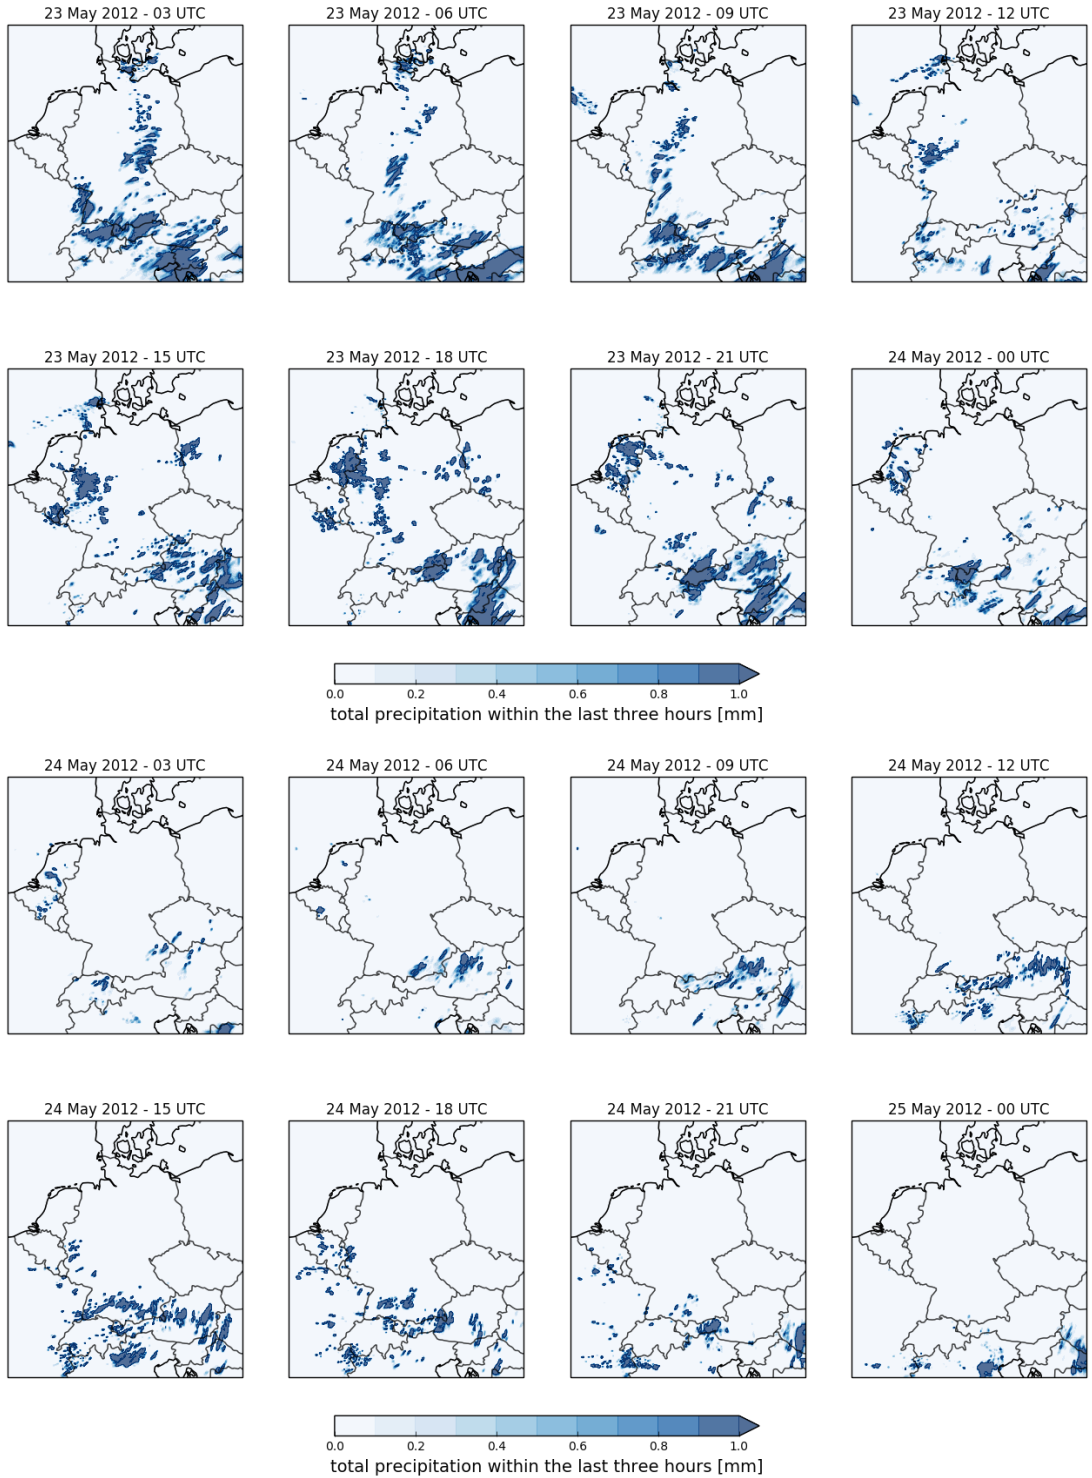 23 May 2012 - 03 UTC
23 May 2012 - 06 UTC
23 May 2012 - 09 UTC
23 May 2012 - 12 UTC
23 May 2012 - 15 UTC
23 May 2012 - 18 UTC
23 May 2012 - 21 UTC
24 May 2012 - 00 UTC
0.0 0.2 0.4 0.6 0.8 1.0
total precipitation within the last three hours [mm]
24 May 2012 - 03 UTC
24 May 2012 - 06 UTC
24 May 2012 - 09 UTC
24 May 2012 - 12 UTC
24 May 2012 - 15 UTC
24 May 2012 - 18 UTC
24 May 2012 - 21 UTC
25 May 2012 - 00 UTC
0.0 0.2 0.4 0.6 0.8 1.0
total precipitation within the last three hours [mm]